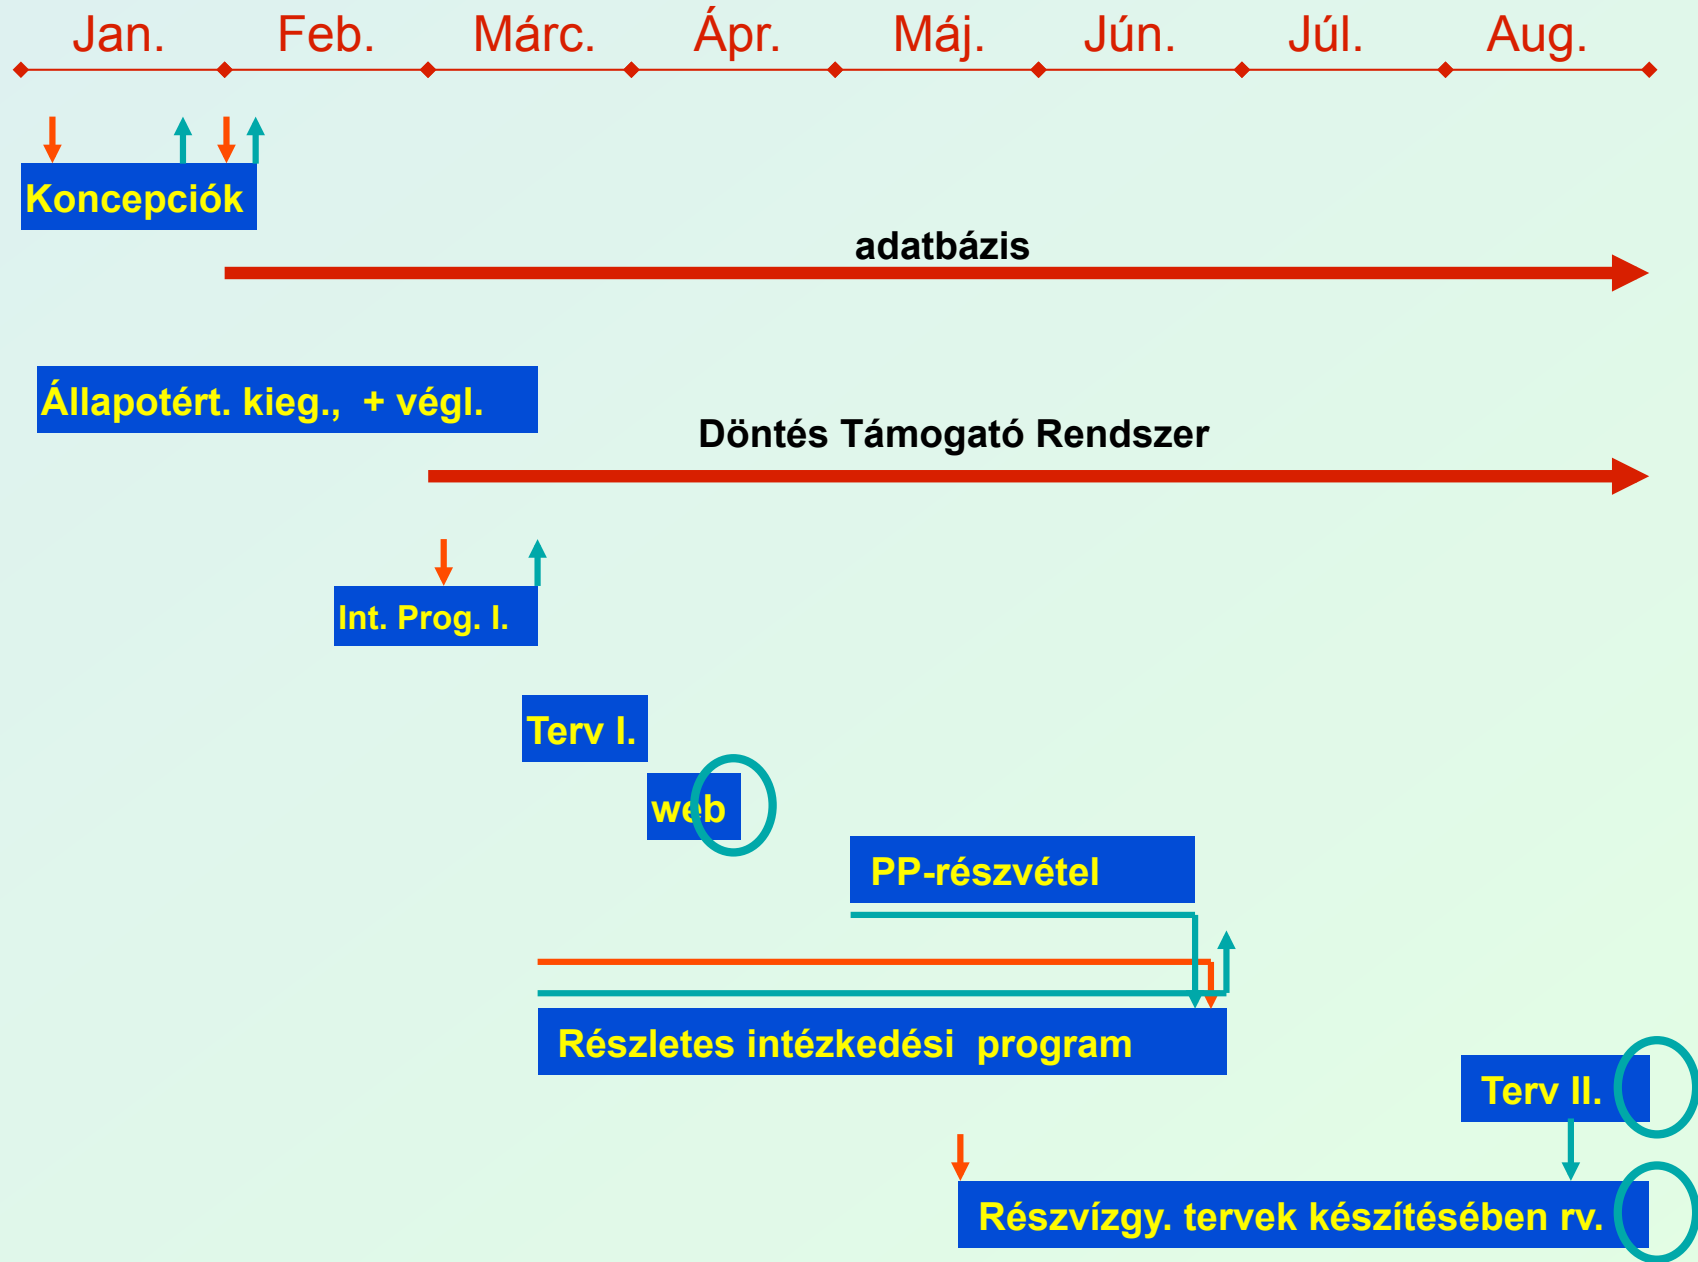 Jan. Feb. Márc. Ápr. Máj. Jún. Júl. Aug.
Koncepciók
adatbázis
Állapotért. kieg., + végl.
Döntés Támogató Rendszer
Int. Prog. I.
Terv I.
web
PP-részvétel
Részletes intézkedési program
Terv II.
Részvízgy. tervek készítésében rv.